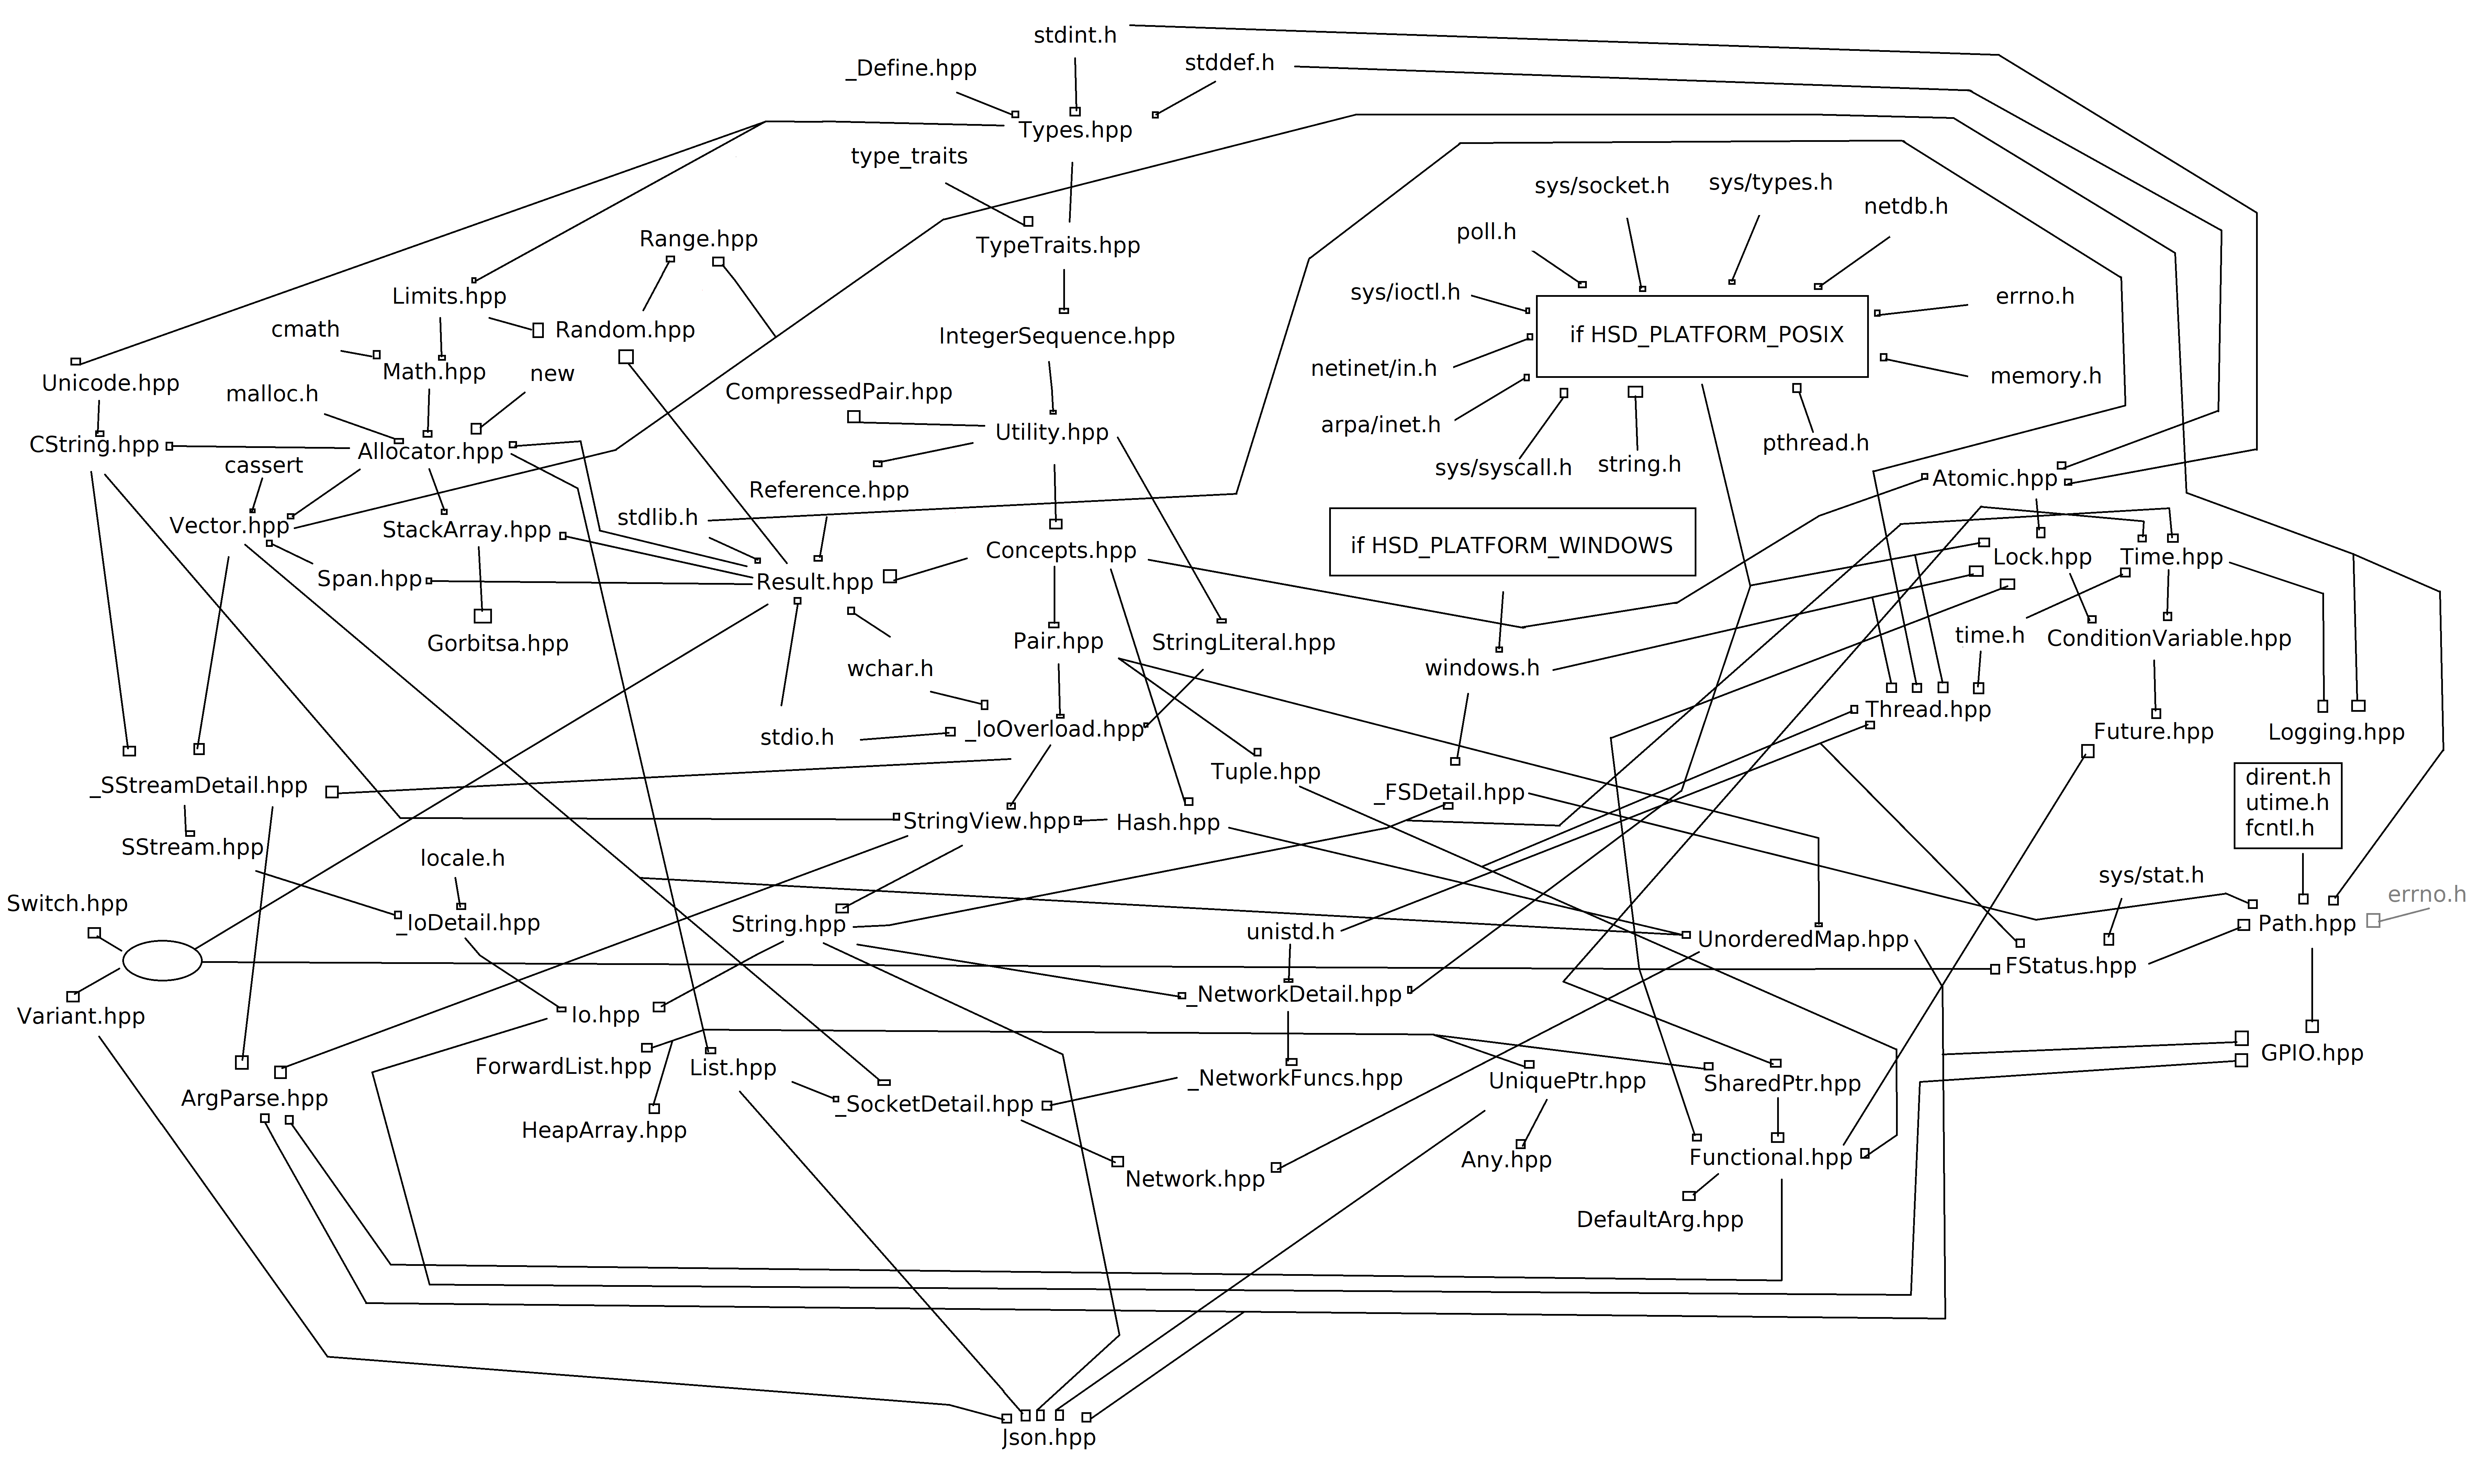 stdint.h
stddef.h
_Define.hpp
Types.hpp
type_traits
sys/socket.h
sys/types.h
netdb.h
poll.h
Range.hpp
TypeTraits.hpp
sys/ioctl.h
errno.h
Limits.hpp
cmath
Random.hpp
IntegerSequence.hpp
if HSD_PLATFORM_POSIX
netinet/in.h
memory.h
Math.hpp
new
Unicode.hpp
malloc.h
CompressedPair.hpp
arpa/inet.h
CString.hpp
Allocator.hpp
Utility.hpp
pthread.h
cassert
sys/syscall.h
string.h
Reference.hpp
Atomic.hpp
Vector.hpp
StackArray.hpp
stdlib.h
Concepts.hpp
if HSD_PLATFORM_WINDOWS
Lock.hpp
Time.hpp
Span.hpp
Result.hpp
Gorbitsa.hpp
Pair.hpp
StringLiteral.hpp
time.h
ConditionVariable.hpp
wchar.h
windows.h
Thread.hpp
stdio.h
_IoOverload.hpp
Future.hpp
Logging.hpp
Tuple.hpp
dirent.h
utime.h
fcntl.h
_SStreamDetail.hpp
_FSDetail.hpp
StringView.hpp
Hash.hpp
SStream.hpp
locale.h
sys/stat.h
errno.h
Switch.hpp
_IoDetail.hpp
String.hpp
unistd.h
UnorderedMap.hpp
Path.hpp
FStatus.hpp
Variant.hpp
Io.hpp
_NetworkDetail.hpp
GPIO.hpp
ForwardList.hpp
List.hpp
_NetworkFuncs.hpp
UniquePtr.hpp
SharedPtr.hpp
ArgParse.hpp
_SocketDetail.hpp
HeapArray.hpp
Any.hpp
Functional.hpp
Network.hpp
DefaultArg.hpp
Json.hpp